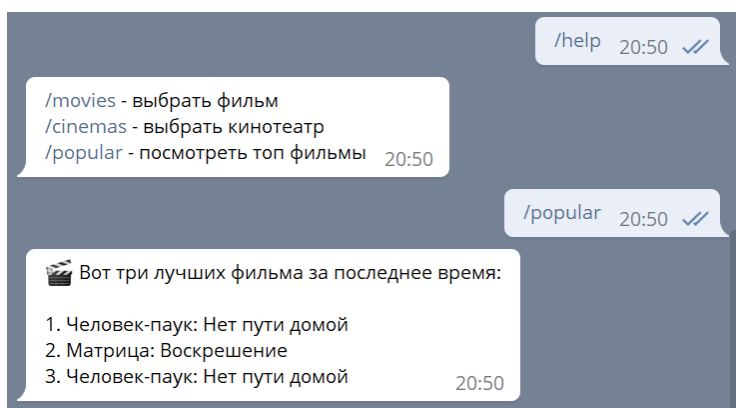 /help 20:50
/movies - выбрать фильм
/cinemas - выбрать кинотеатр
/popular - посмотреть топ фильмы 20:50
/popular 20:50
🎬 Вот три лучших фильма за последнее время:
1. Человек-паук: Нет пути домой
2. Матрица: Воскрешение
3. Человек-паук: Нет пути домой 20:50